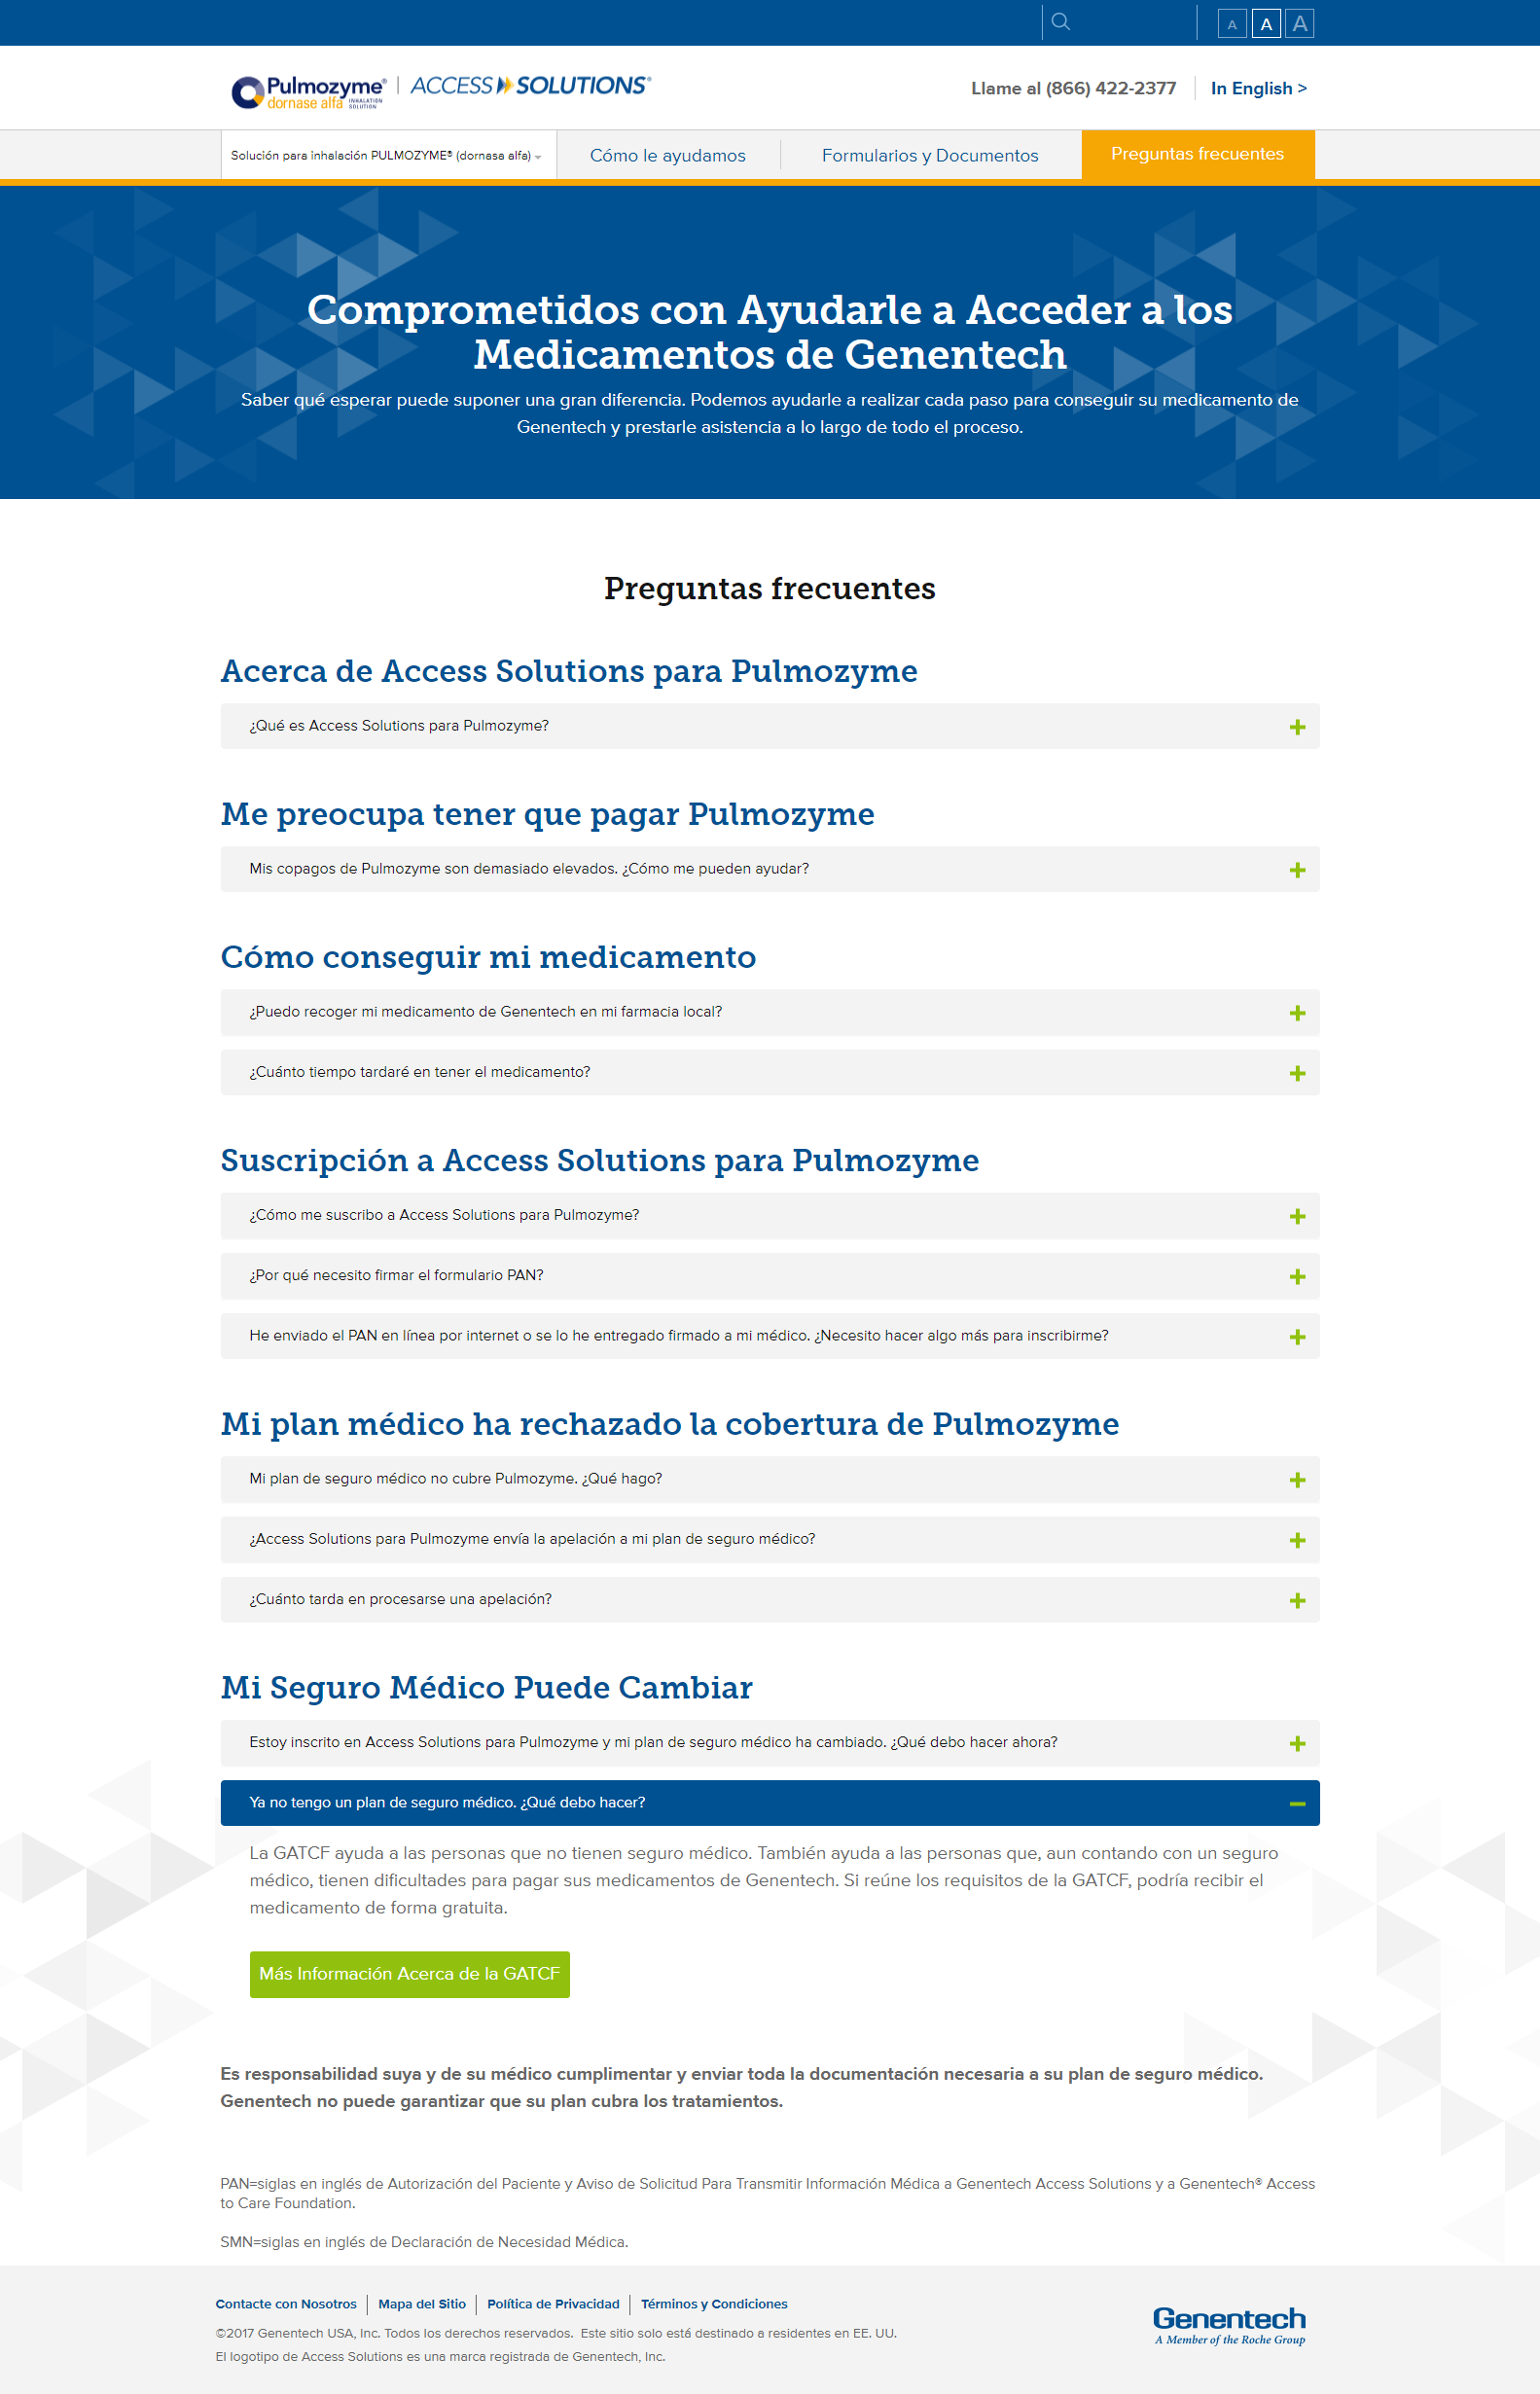 A A A
Pulmozyme®
dornase alfa INHALATION SOLUTION
ACCESS SOLUTIONS®
Llame al (866) 422-2377
In English >
Solución para inhalación PULMOZYME® (dornasa alfa)
Cómo le ayudamos
Formularios y Documentos
Preguntas frecuentes
Comprometidos con Ayudarle a Acceder a los
Medicamentos de Genentech
Saber qué esperar puede suponer una gran diferencia. Podemos ayudarle a realizar cada paso para conseguir su medicamento de
Genentech y prestarle asistencia a lo largo de todo el proceso.
Preguntas frecuentes
Acerca de Access Solutions para Pulmozyme
¿Qué es Access Solutions para Pulmozyme?
Me preocupa tener que pagar Pulmozyme
Mis copagos de Pulmozyme son demasiado elevados. ¿Cómo me pueden ayudar?
Cómo conseguir mi medicamento
¿Puedo recoger mi medicamento de Genentech en mi farmacia local?
¿Cuánto tiempo tardaré en tener el medicamento?
Suscripción a Access Solutions para Pulmozyme
¿Cómo me suscribo a Access Solutions para Pulmozyme?
¿Por qué necesito firmar el formulario PAN?
He enviado el PAN en línea por internet o se lo he entregado firmado a mi médico. ¿Necesito hacer algo más para inscribirme?
Mi plan médico ha rechazado la cobertura de Pulmozyme
Mi plan de seguro médico no cubre Pulmozyme. ¿Qué hago?
¿Access Solutions para Pulmozyme envía la apelación a mi plan de seguro médico?
¿Cuánto tarda en procesarse una apelación?
Mi Seguro Médico Puede Cambiar
Estoy inscrito en Access Solutions para Pulmozyme y mi plan de seguro médico ha cambiado. ¿Qué debo hacer ahora?
Ya no tengo un plan de seguro médico. ¿Qué debo hacer?
La GATCF ayuda a las personas que no tienen seguro médico. También ayuda a las personas que, aun contando con un seguro
médico, tienen dificultades para pagar sus medicamentos de Genentech. Si reúne los requisitos de la GATCF, podría recibir el
medicamento de forma gratuita.
Más Información Acerca de la GATCF
Es responsabilidad suya y de su médico cumplimentar y enviar toda la documentación necesaria a su plan de seguro médico.
Genentech no puede garantizar que su plan cubra los tratamientos.
PAN=siglas en inglés de Autorización del Paciente y Aviso de Solicitud Para Transmitir Información Médica a Genentech Access Solutions y a Genentech® Access
to Care Foundation.
SMN=siglas en inglés de Declaración de Necesidad Médica.
Contacte con Nosotros
Mapa del Sitio
Política de Privacidad
Términos y Condiciones
©2017 Genentech USA, Inc. Todos los derechos reservados. Este sitio solo está destinado a residentes en EE. UU.
El logotipo de Access Solutions es una marca registrada de Genentech, Inc.
Genentech
A Member of the Roche Group